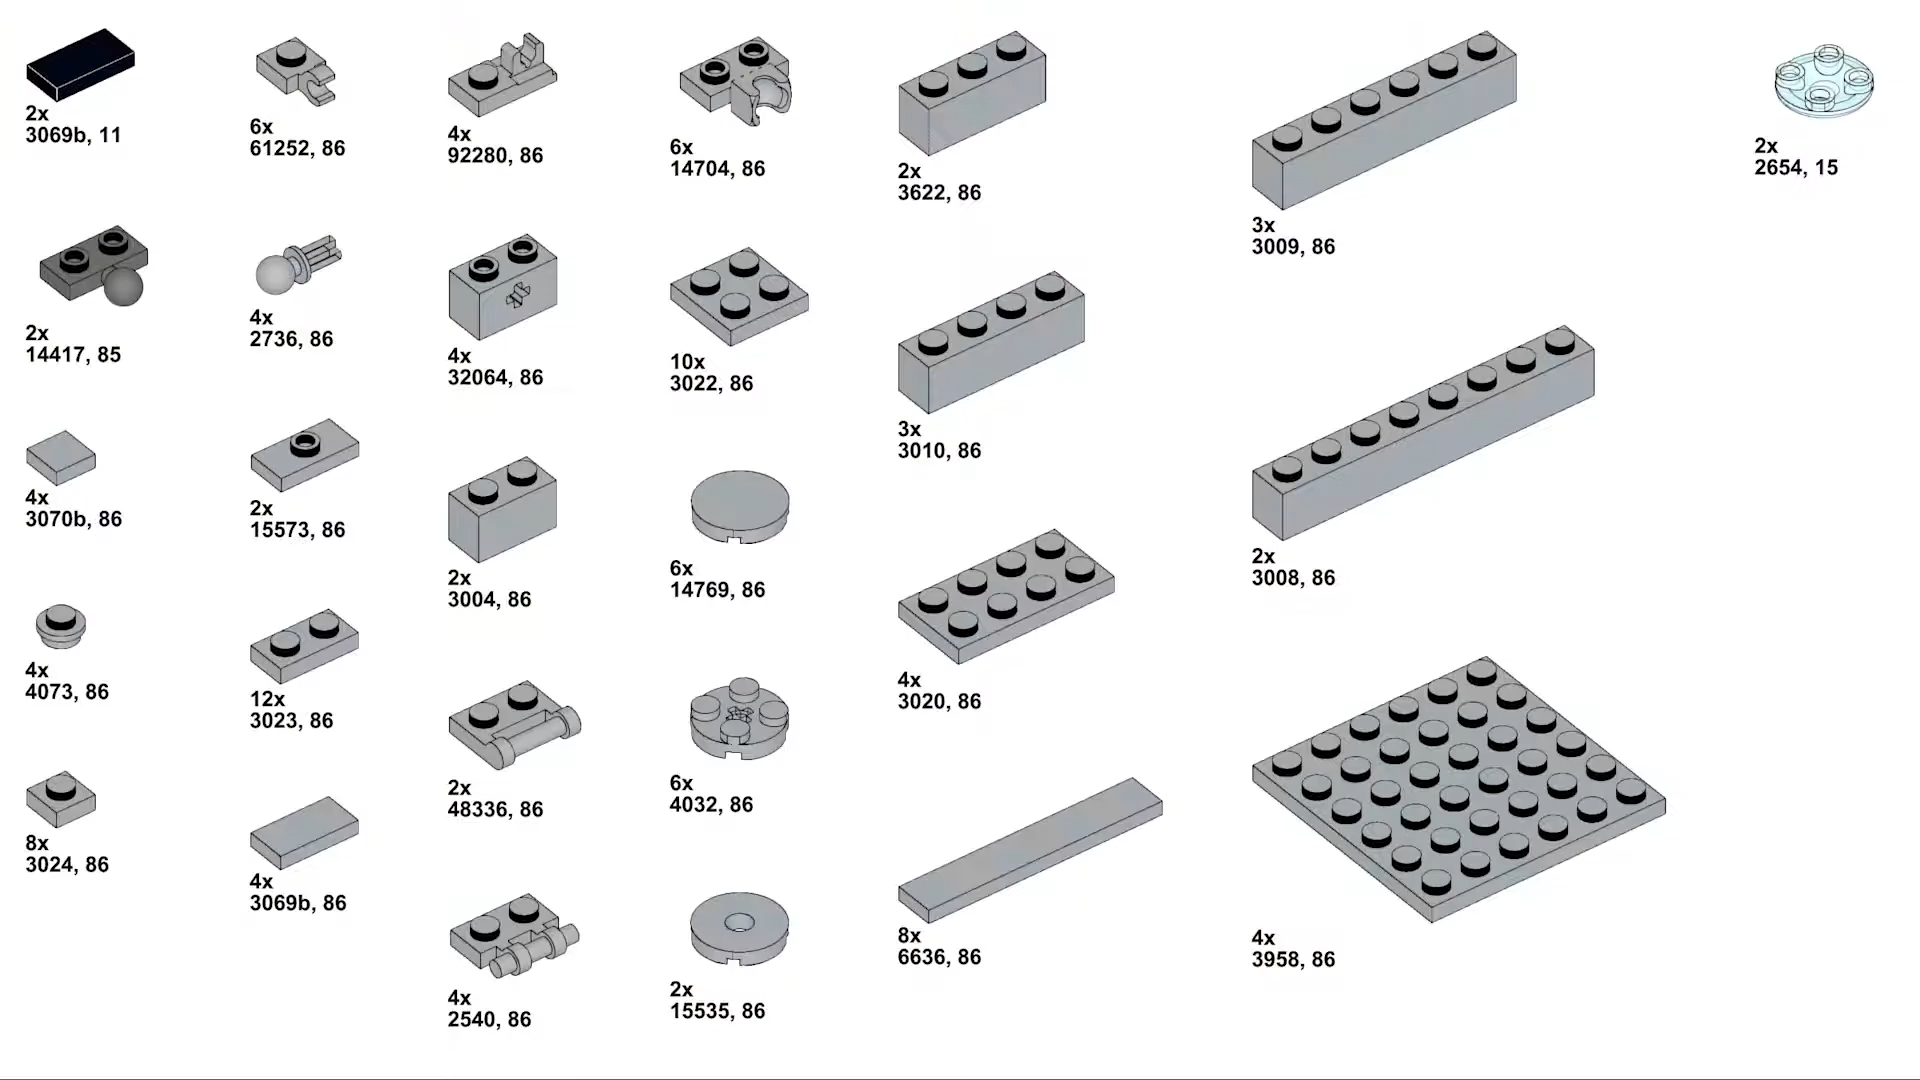 2x
3069b, 11
6x
61252, 86
4x
92280, 86
6x
14704, 86
2x
3622, 86
3x
3009, 86
2x
2654, 15
2x
14417, 85
4x
2736, 86
4x
32064, 86
10x
3022, 86
3x
3010, 86
2x
3008, 86
4x
3070b, 86
2x
15573, 86
2x
3004, 86
6x
14769, 86
4x
3020, 86
4x
4073, 86
12x
3023, 86
2x
48336, 86
6x
4032, 86
8x
6636, 86
4x
3958, 86
8x
3024, 86
4x
3069b, 86
4x
2540, 86
2x
15535, 86